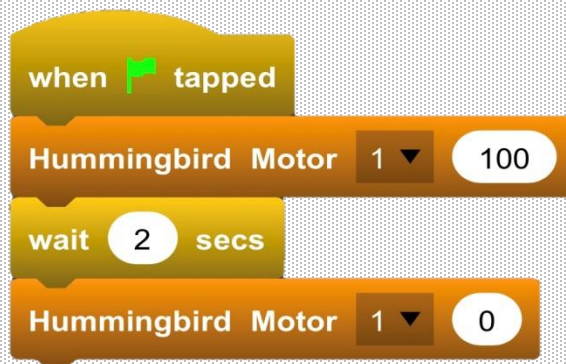 when tapped
Hummingbird Motor 1 100
wait 2 secs
Hummingbird Motor 1 0